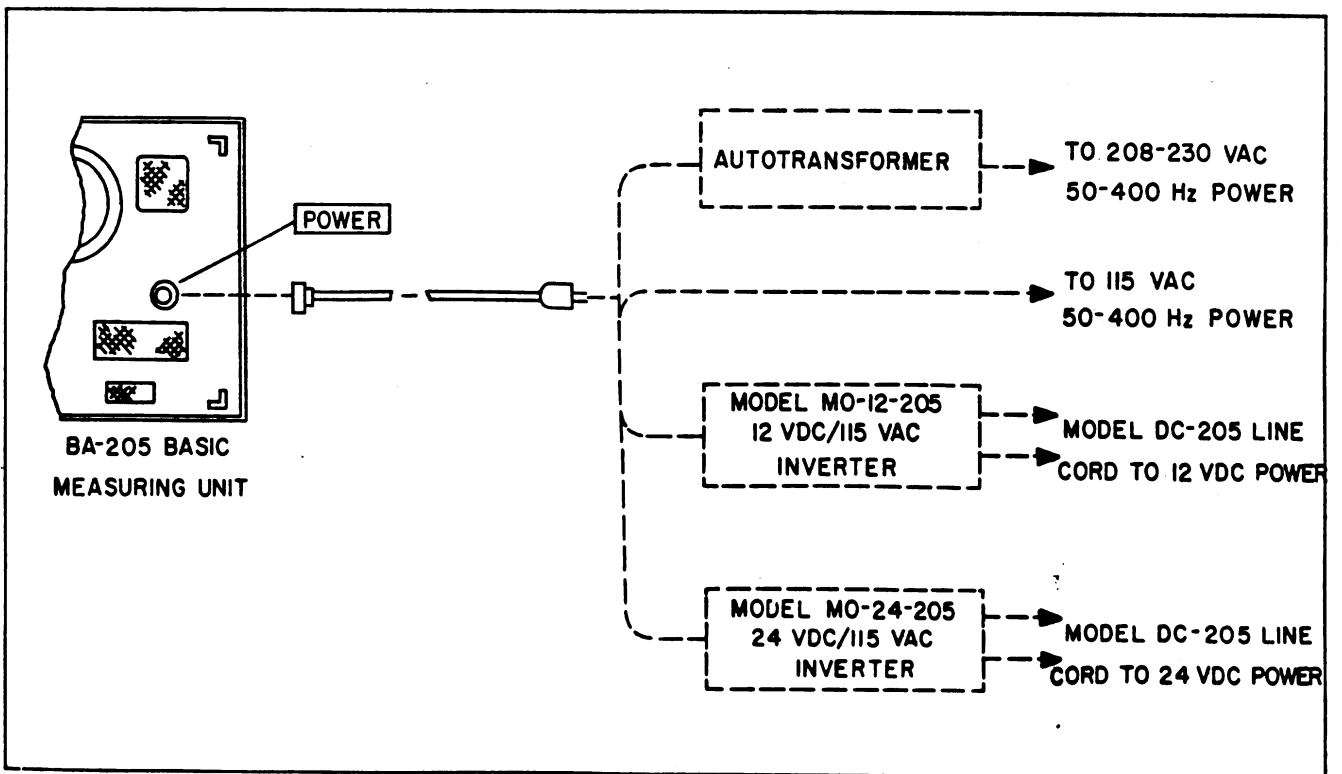 AUTOTRANSFORMER
TO 208-230 VAC
50-400 Hz POWER
POWER
TO 115 VAC
50-400 Hz POWER
MODEL MO-12-205
12 VDC/115 VAC
INVERTER
MODEL DC-205 LINE
CORD TO 12 VDC POWER
BA-205 BASIC
MEASURING UNIT
MODEL MO-24-205
24 VDC/115 VAC
INVERTER
MODEL DC-205 LINE
CORD TO 24 VDC POWER